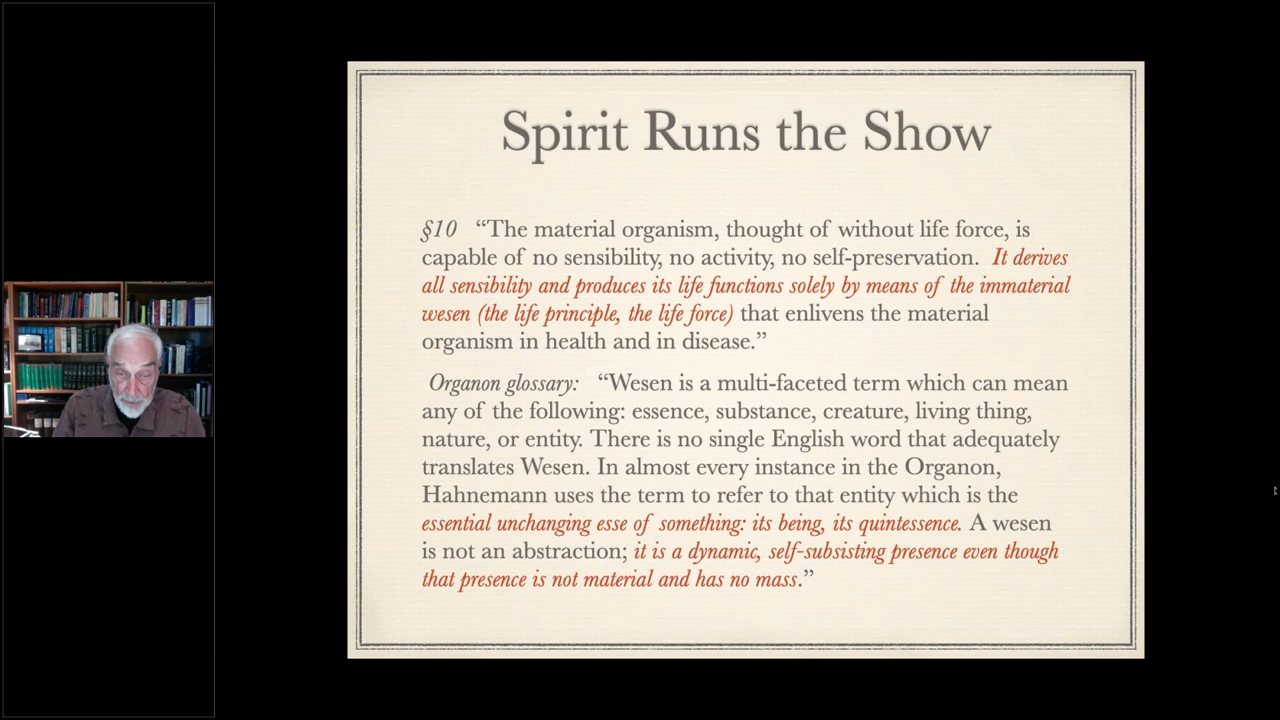 Spirit Runs the Show
§10 “The material organism, thought of without life force, is
capable of no sensibility, no activity, no self-preservation. It derives
all sensibility and produces its life functions solely by means of the immaterial
wesen (the life principle, the life force) that enlivens the material
organism in health and in disease.”
Organon glossary: “Wesen is a multi-faceted term which can mean
any of the following: essence, substance, creature, living thing,
nature, or entity. There is no single English word that adequately
translates Wesen. In almost every instance in the Organon,
Hahnemann uses the term to refer to that entity which is the
essential unchanging esse of something: its being, its quintessence. A wesen
is not an abstraction; it is a dynamic, self-subsisting presence even though
that presence is not material and has no mass.”